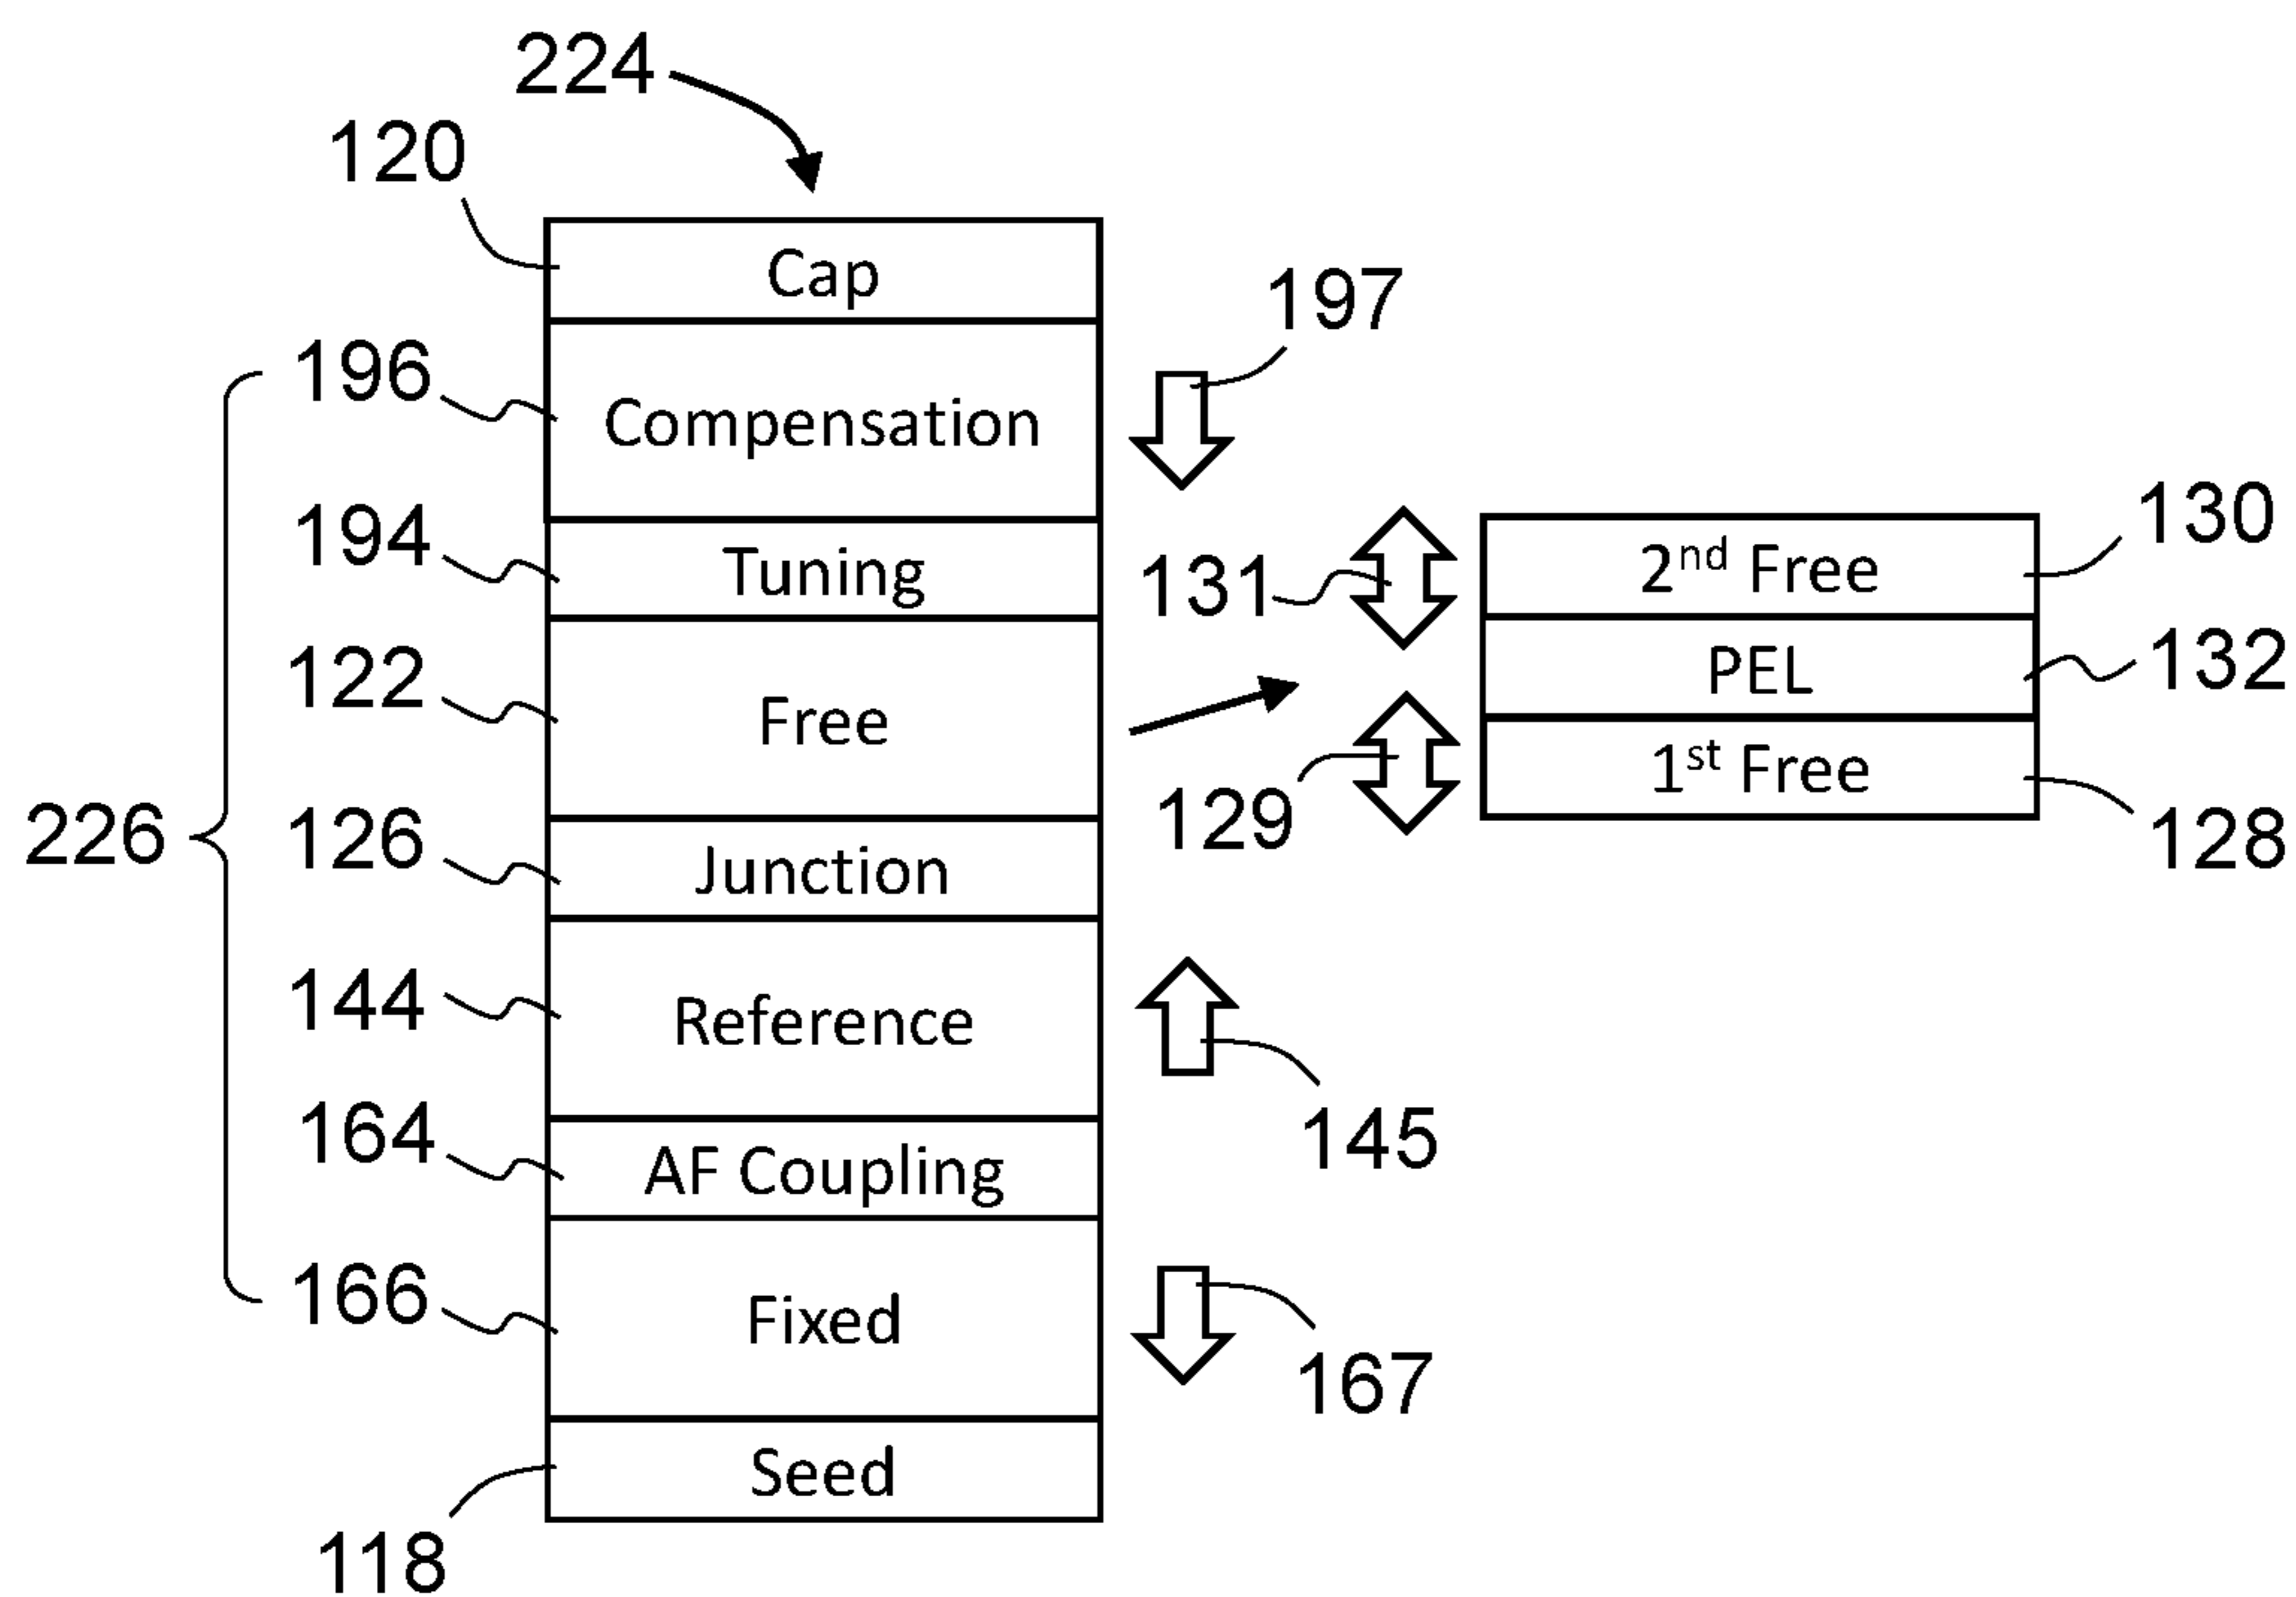 224
120
Cap
197
196
Compensation
130
194
Tuning
131
2nd Free
122
Free
PEL
132
129
1st Free
128
226
126
Junction
144
Reference
145
164
AF Coupling
166
Fixed
167
Seed
118